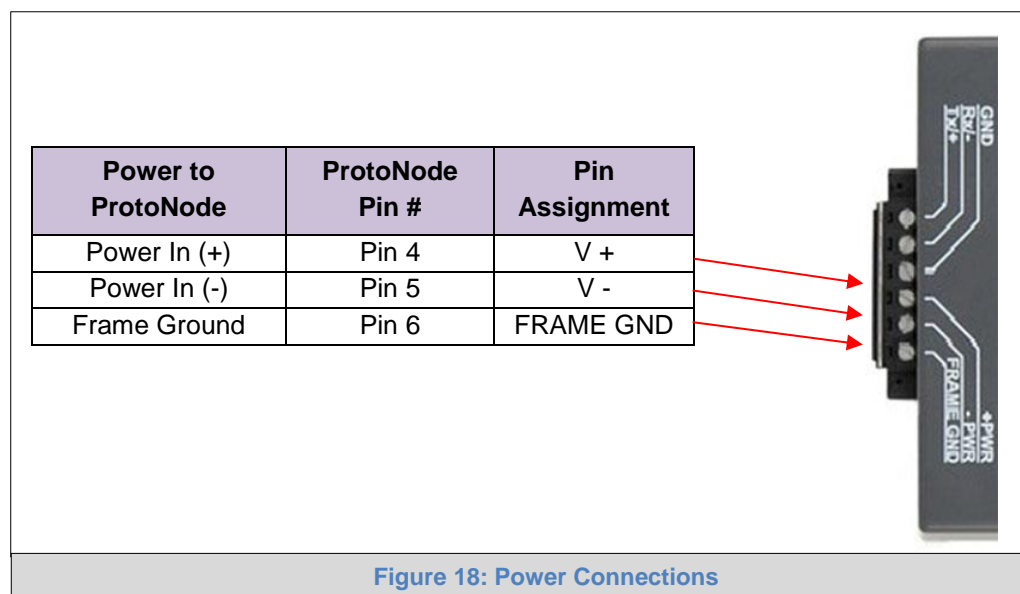 Power to ProtoNode
ProtoNode Pin #
Pin Assignment
Power In (+)
Pin 4
V +
Power In (-)
Pin 5
V -
Frame Ground
Pin 6
FRAME GND
Tx/+
Rx/-
GND
FRAME GND
- PWR
+PWR
Figure 18: Power Connections